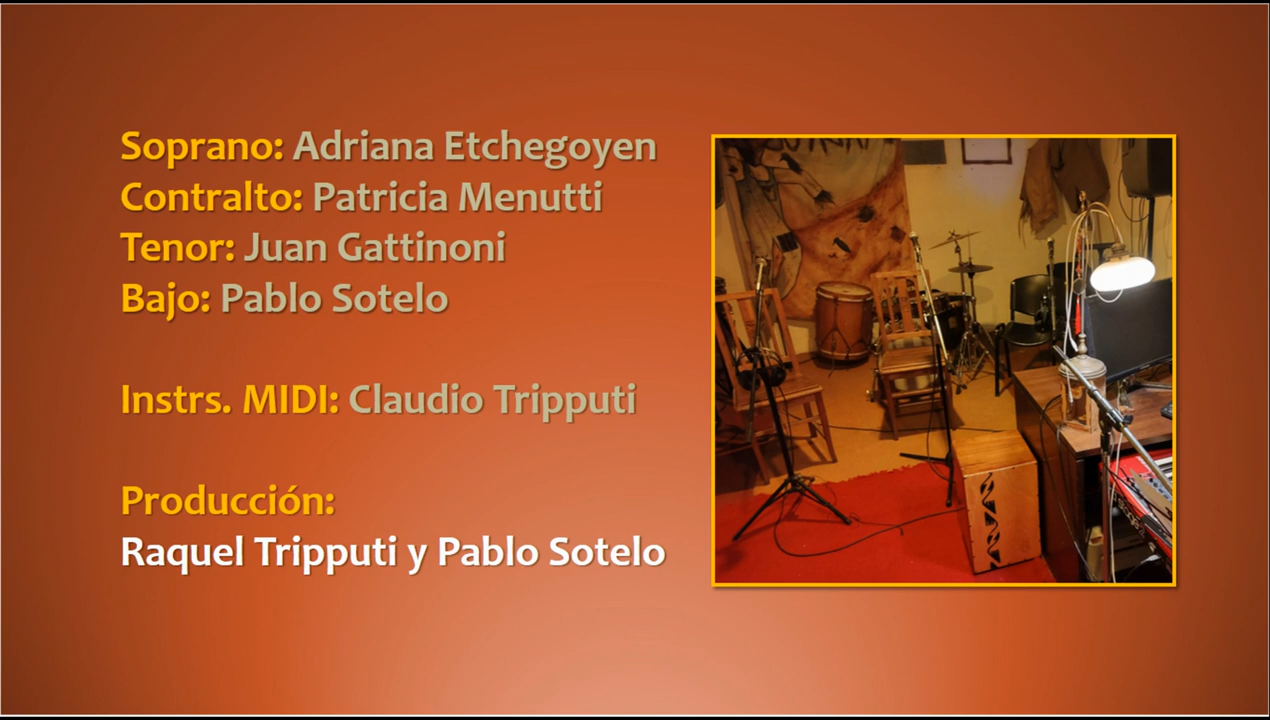 Soprano: Adriana Etchegoyen
Contralto: Patricia Menutti
Tenor: Juan Gattinoni
Bajo: Pablo Sotelo
Instrs. MIDI: Claudio Tripputi
Producción:
Raquel Tripputi y Pablo Sotelo